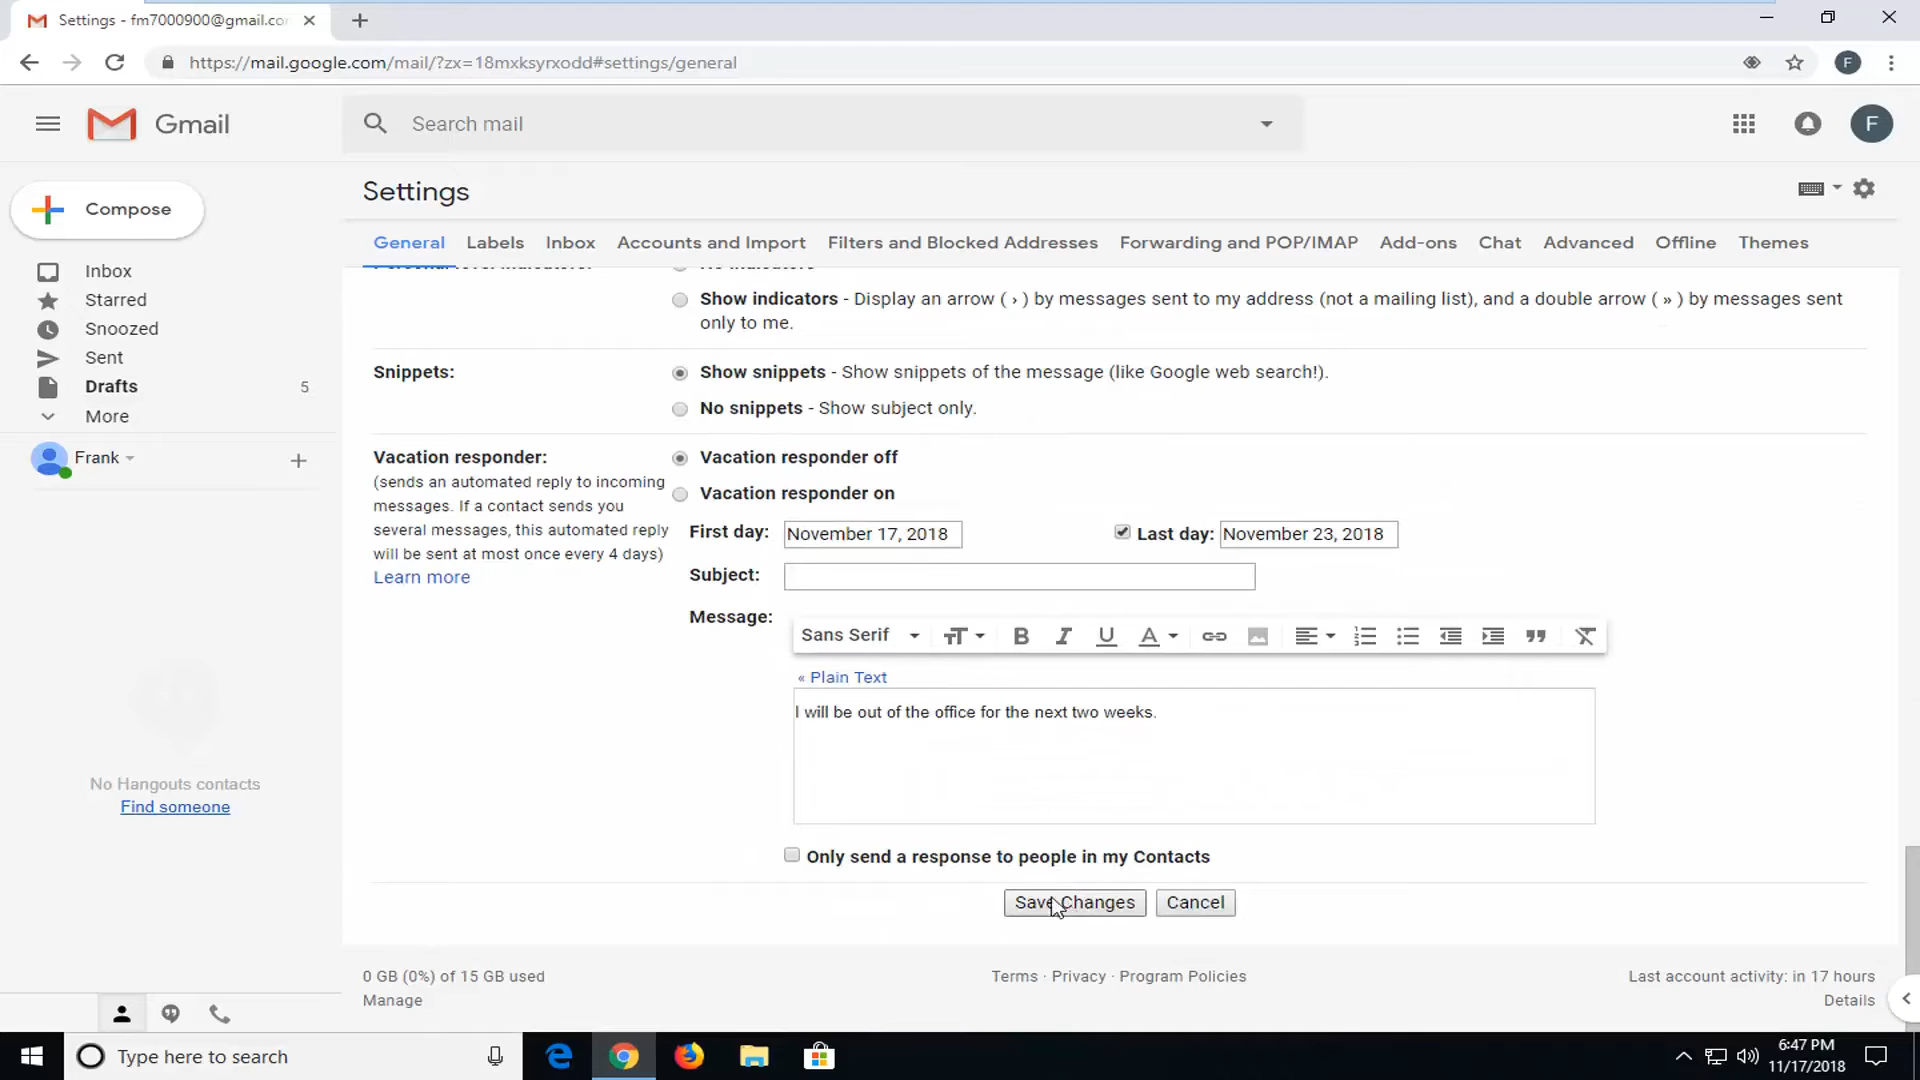 Settings - fm7000900@gmail.co
https://mail.google.com/mail/?zx=18mxksyrxodd#settings/general
F
Gmail
Search mail
F
Compose
Inbox
Starred
Snoozed
Sent
Drafts 5
More
Frank
No Hangouts contacts
Find someone
Settings
General Labels Inbox Accounts and Import Filters and Blocked Addresses Forwarding and POP/IMAP Add-ons Chat Advanced Offline Themes
Personal level indicators: No indicators
Show indicators - Display an arrow ( › ) by messages sent to my address (not a mailing list), and a double arrow ( » ) by messages sent
only to me.
Snippets:
Show snippets - Show snippets of the message (like Google web search!).
No snippets - Show subject only.
Vacation responder:
(sends an automated reply to incoming
messages. If a contact sends you
several messages, this automated reply
will be sent at most once every 4 days)
Learn more
Vacation responder off
Vacation responder on
First day: November 17, 2018 Last day: November 23, 2018
Subject:
Message:
Sans Serif
« Plain Text
I will be out of the office for the next two weeks.
Only send a response to people in my Contacts
Save Changes Cancel
0 GB (0%) of 15 GB used
Manage
Terms · Privacy · Program Policies
Last account activity: in 17 hours
Details
Type here to search
6:47 PM
11/17/2018